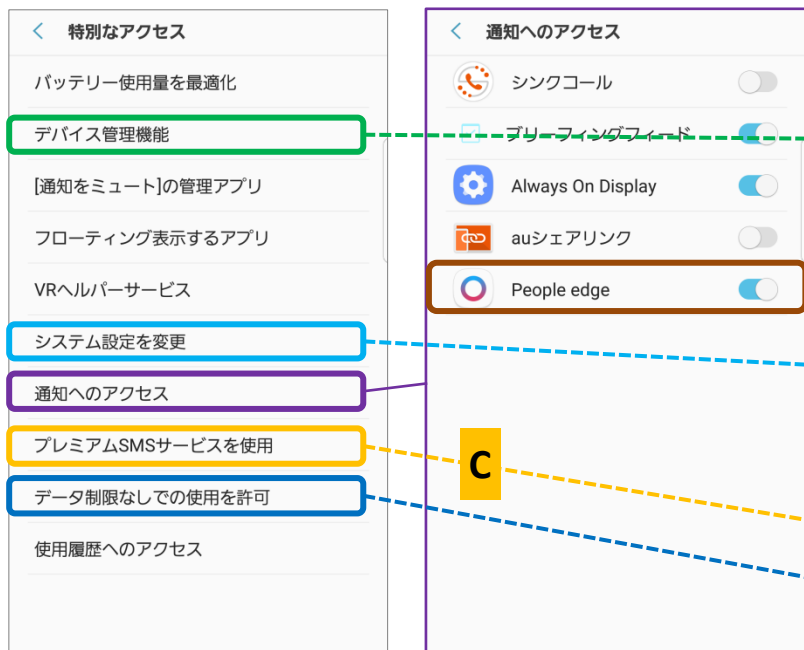 特別なアクセス
バッテリー使用量を最適化
デバイス管理機能
[通知をミュート]の管理アプリ
フローティング表示するアプリ
VRヘルパーサービス
システム設定を変更
通知へのアクセス
プレミアムSMSサービスを使用
データ制限なしでの使用を許可
使用履歴へのアクセス
通知へのアクセス
シンクコール
ブリーフィングフィード
Always On Display
auシェアリンク
People edge
C